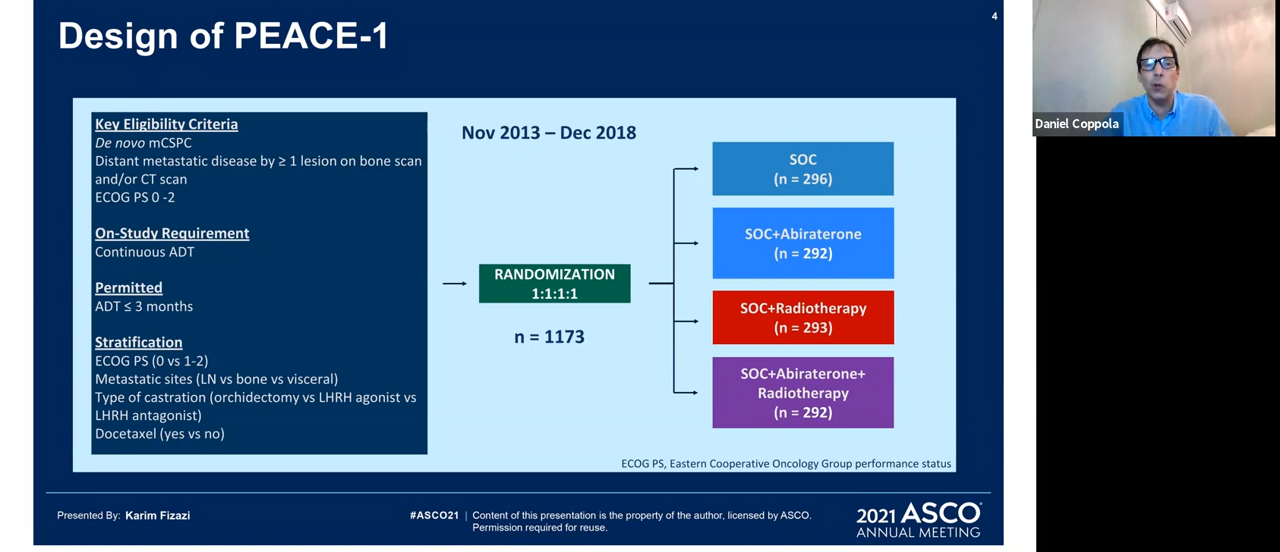 Design of PEACE-1
4
Key Eligibility Criteria
De novo mCSPC
Distant metastatic disease by ≥ 1 lesion on bone scan
and/or CT scan
ECOG PS 0 -2
On-Study Requirement
Continuous ADT
Permitted
ADT ≤ 3 months
Stratification
ECOG PS (0 vs 1-2)
Metastatic sites (LN vs bone vs visceral)
Type of castration (orchidectomy vs LHRH agonist vs
LHRH antagonist)
Docetaxel (yes vs no)
Nov 2013 – Dec 2018
RANDOMIZATION
1:1:1:1
n = 1173
SOC
(n = 296)
SOC+Abiraterone
(n = 292)
SOC+Radiotherapy
(n = 293)
SOC+Abiraterone+
Radiotherapy
(n = 292)
ECOG PS, Eastern Cooperative Oncology Group performance status
Presented By: Karim Fizazi
#ASCO21 | Content of this presentation is the property of the author, licensed by ASCO.
Permission required for reuse.
2021 ASCO
ANNUAL MEETING
Daniel Coppola